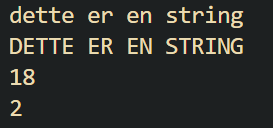 dette er en string
DETTE ER EN STRING
18
2